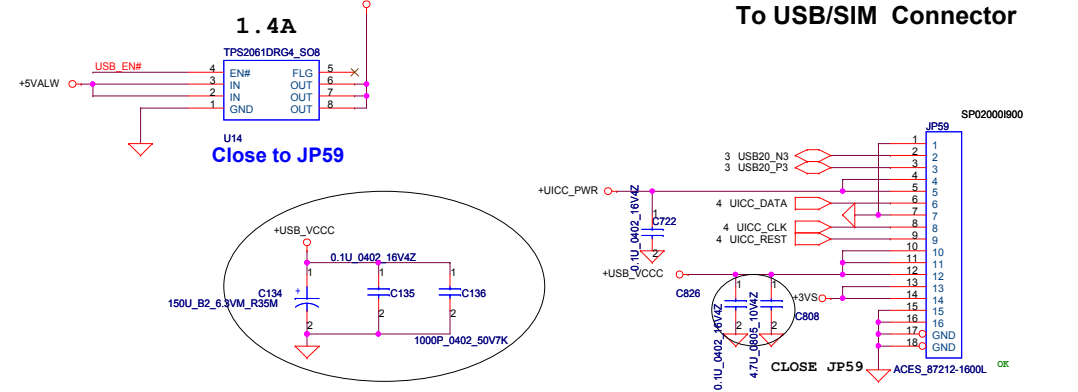 To USB/SIM Connector
1.4A
TPS2061DRG4_SO8
USB_EN#
+5VALW
4 EN# FLG 5
3 IN OUT 6
2 IN OUT 7
1 GND OUT 8
U14
Close to JP59
SP02000I900
JP59
1 1
3 USB20_N3 2 2
3 USB20_P3 3 3
4 4
+UICC_PWR 5 5
4 UICC_DATA 6 6
7 7
4 UICC_CLK 8 8
4 UICC_REST 9 9
10 10
11 11
+USB_VCCC 12 12
13 13
+3VS 14 14
15 15
16 16
17 GND
18 GND
ACES_87212-1600L
OK
0.1U_0402_16V4Z
1
C722
2
C826
1
2
0.1U_0402_16V4Z
1
C808
2
4.7U_0805_10V4Z
CLOSE JP59
+USB_VCCC
0.1U_0402_16V4Z
1 1 1
+ C134 C135 C136
150U_B2_6.3VM_R35M
2 2 2
1000P_0402_50V7K